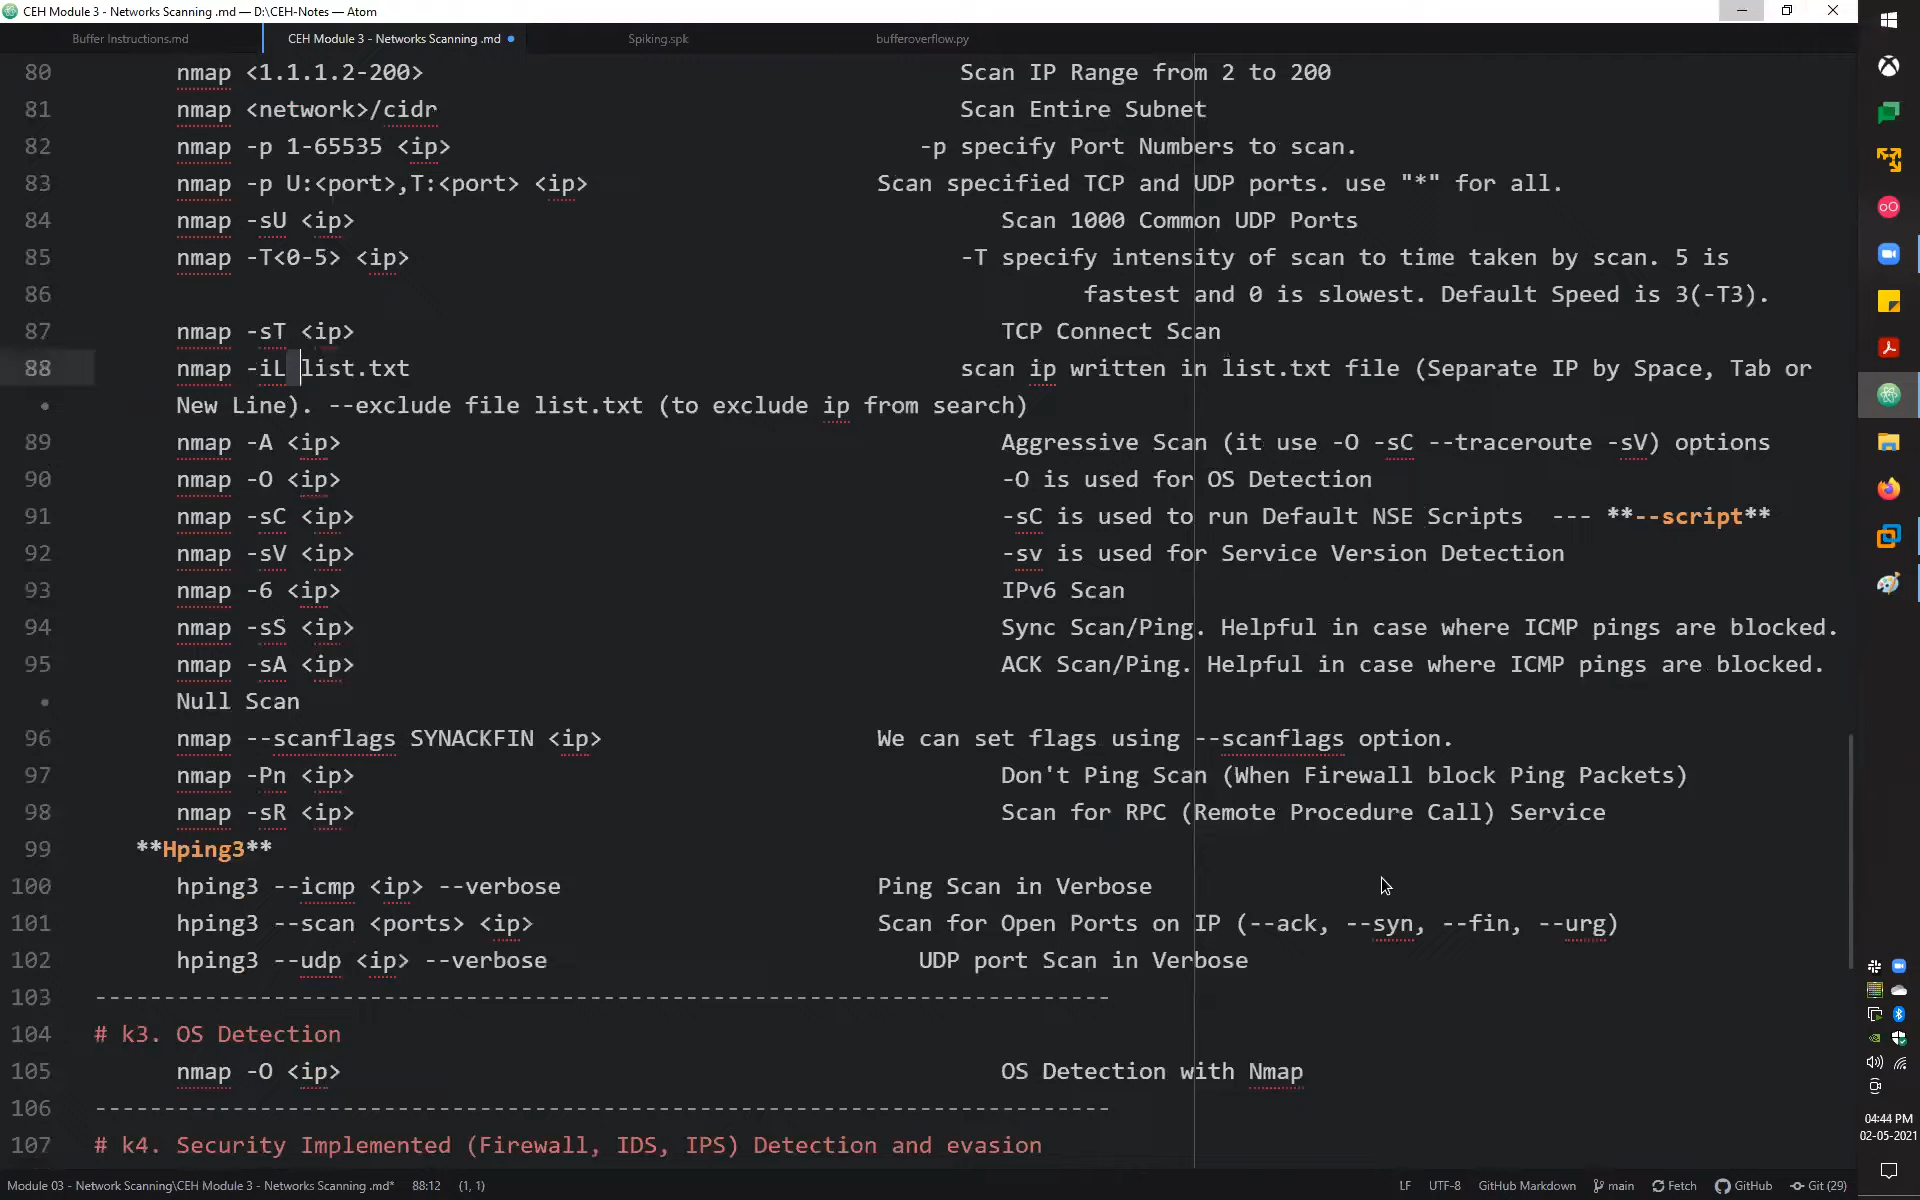 CEH Module 3 - Networks Scanning .md — D:\CEH-Notes — Atom
Buffer Instructions.md CEH Module 3 - Networks Scanning .md Spiking.spk bufferoverflow.py
80 nmap <1.1.1.2-200> Scan IP Range from 2 to 200
81 nmap <network>/cidr Scan Entire Subnet
82 nmap -p 1-65535 <ip> -p specify Port Numbers to scan.
83 nmap -p U:<port>,T:<port> <ip> Scan specified TCP and UDP ports. use "*" for all.
84 nmap -sU <ip> Scan 1000 Common UDP Ports
85 nmap -T<0-5> <ip> -T specify intensity of scan to time taken by scan. 5 is
86 fastest and 0 is slowest. Default Speed is 3(-T3).
87 nmap -sT <ip> TCP Connect Scan
88 nmap -iL list.txt scan ip written in list.txt file (Separate IP by Space, Tab or
• New Line). --exclude file list.txt (to exclude ip from search)
89 nmap -A <ip> Aggressive Scan (it use -O -sC --traceroute -sV) options
90 nmap -O <ip> -O is used for OS Detection
91 nmap -sC <ip> -sC is used to run Default NSE Scripts --- **--script**
92 nmap -sV <ip> -sv is used for Service Version Detection
93 nmap -6 <ip> IPv6 Scan
94 nmap -sS <ip> Sync Scan/Ping. Helpful in case where ICMP pings are blocked.
95 nmap -sA <ip> ACK Scan/Ping. Helpful in case where ICMP pings are blocked.
• Null Scan
96 nmap --scanflags SYNACKFIN <ip> We can set flags using --scanflags option.
97 nmap -Pn <ip> Don't Ping Scan (When Firewall block Ping Packets)
98 nmap -sR <ip> Scan for RPC (Remote Procedure Call) Service
99 **Hping3**
100 hping3 --icmp <ip> --verbose Ping Scan in Verbose
101 hping3 --scan <ports> <ip> Scan for Open Ports on IP (--ack, --syn, --fin, --urg)
102 hping3 --udp <ip> --verbose UDP port Scan in Verbose
103 --------------------------------------------------------------------------
104 # k3. OS Detection
105 nmap -O <ip> OS Detection with Nmap
106 --------------------------------------------------------------------------
107 # k4. Security Implemented (Firewall, IDS, IPS) Detection and evasion
04:44 PM
02-05-2021
Module 03 - Network Scanning\CEH Module 3 - Networks Scanning .md* 88:12 (1, 1) LF UTF-8 GitHub Markdown main Fetch GitHub Git (29)